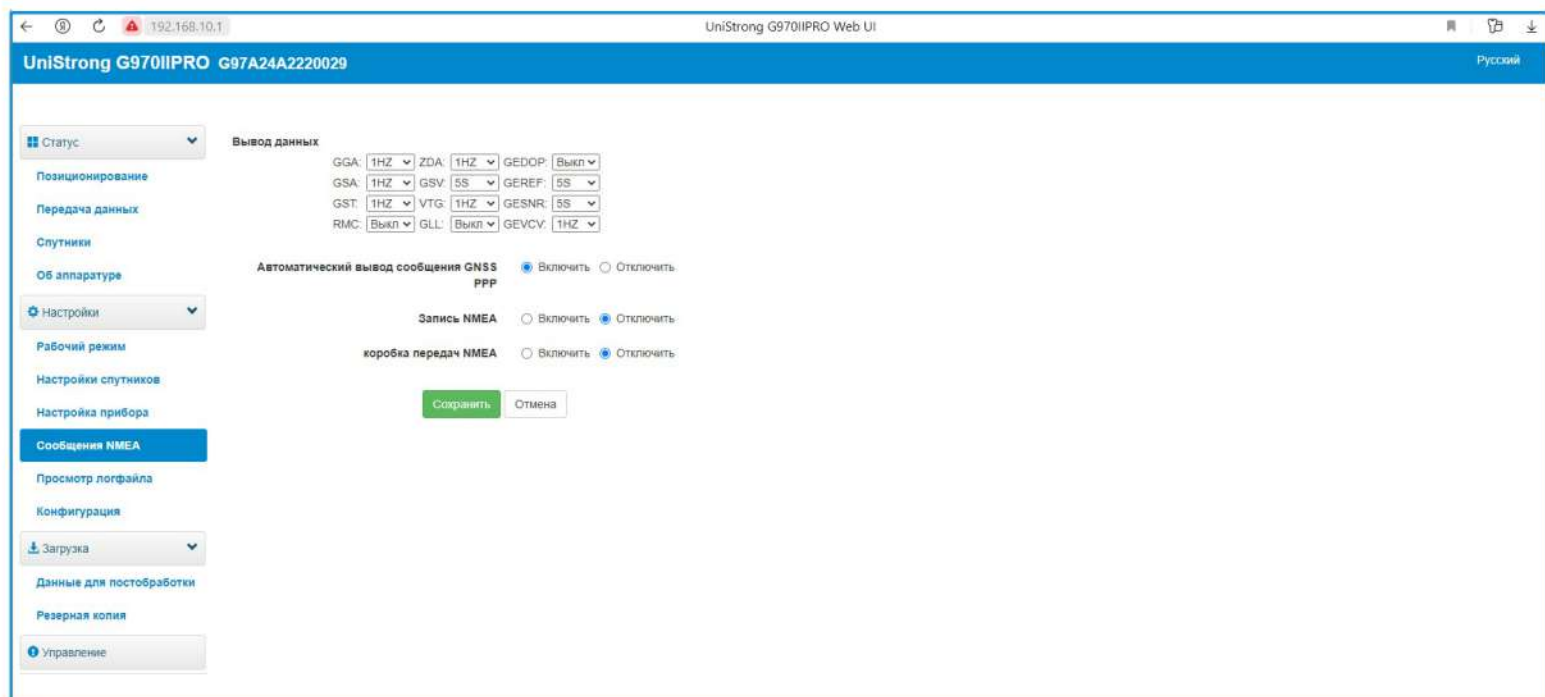 192.168.10.1 UniStrong G970IIPRO Web UI
UniStrong G970IIPRO G97A24A2220029 Русский
Статус
Позиционирование
Передача данных
Спутники
Об аппаратуре
Настройки
Рабочий режим
Настройки спутников
Настройка прибора
Сообщения NMEA
Просмотр логфайла
Конфигурация
Загрузка
Данные для постобработки
Резерная копия
Управление
Вывод данных
GGA: 1HZ ZDA: 1HZ GEDOP: Выкл
GSA: 1HZ GSV: 5S GEREF: 5S
GST: 1HZ VTG: 1HZ GESNR: 5S
RMC: Выкл GLL: Выкл GEVCV: 1HZ
Автоматический вывод сообщения GNSS Включить Отключить
PPP
Запись NMEA Включить Отключить
коробка передач NMEA Включить Отключить
Сохранить Отмена